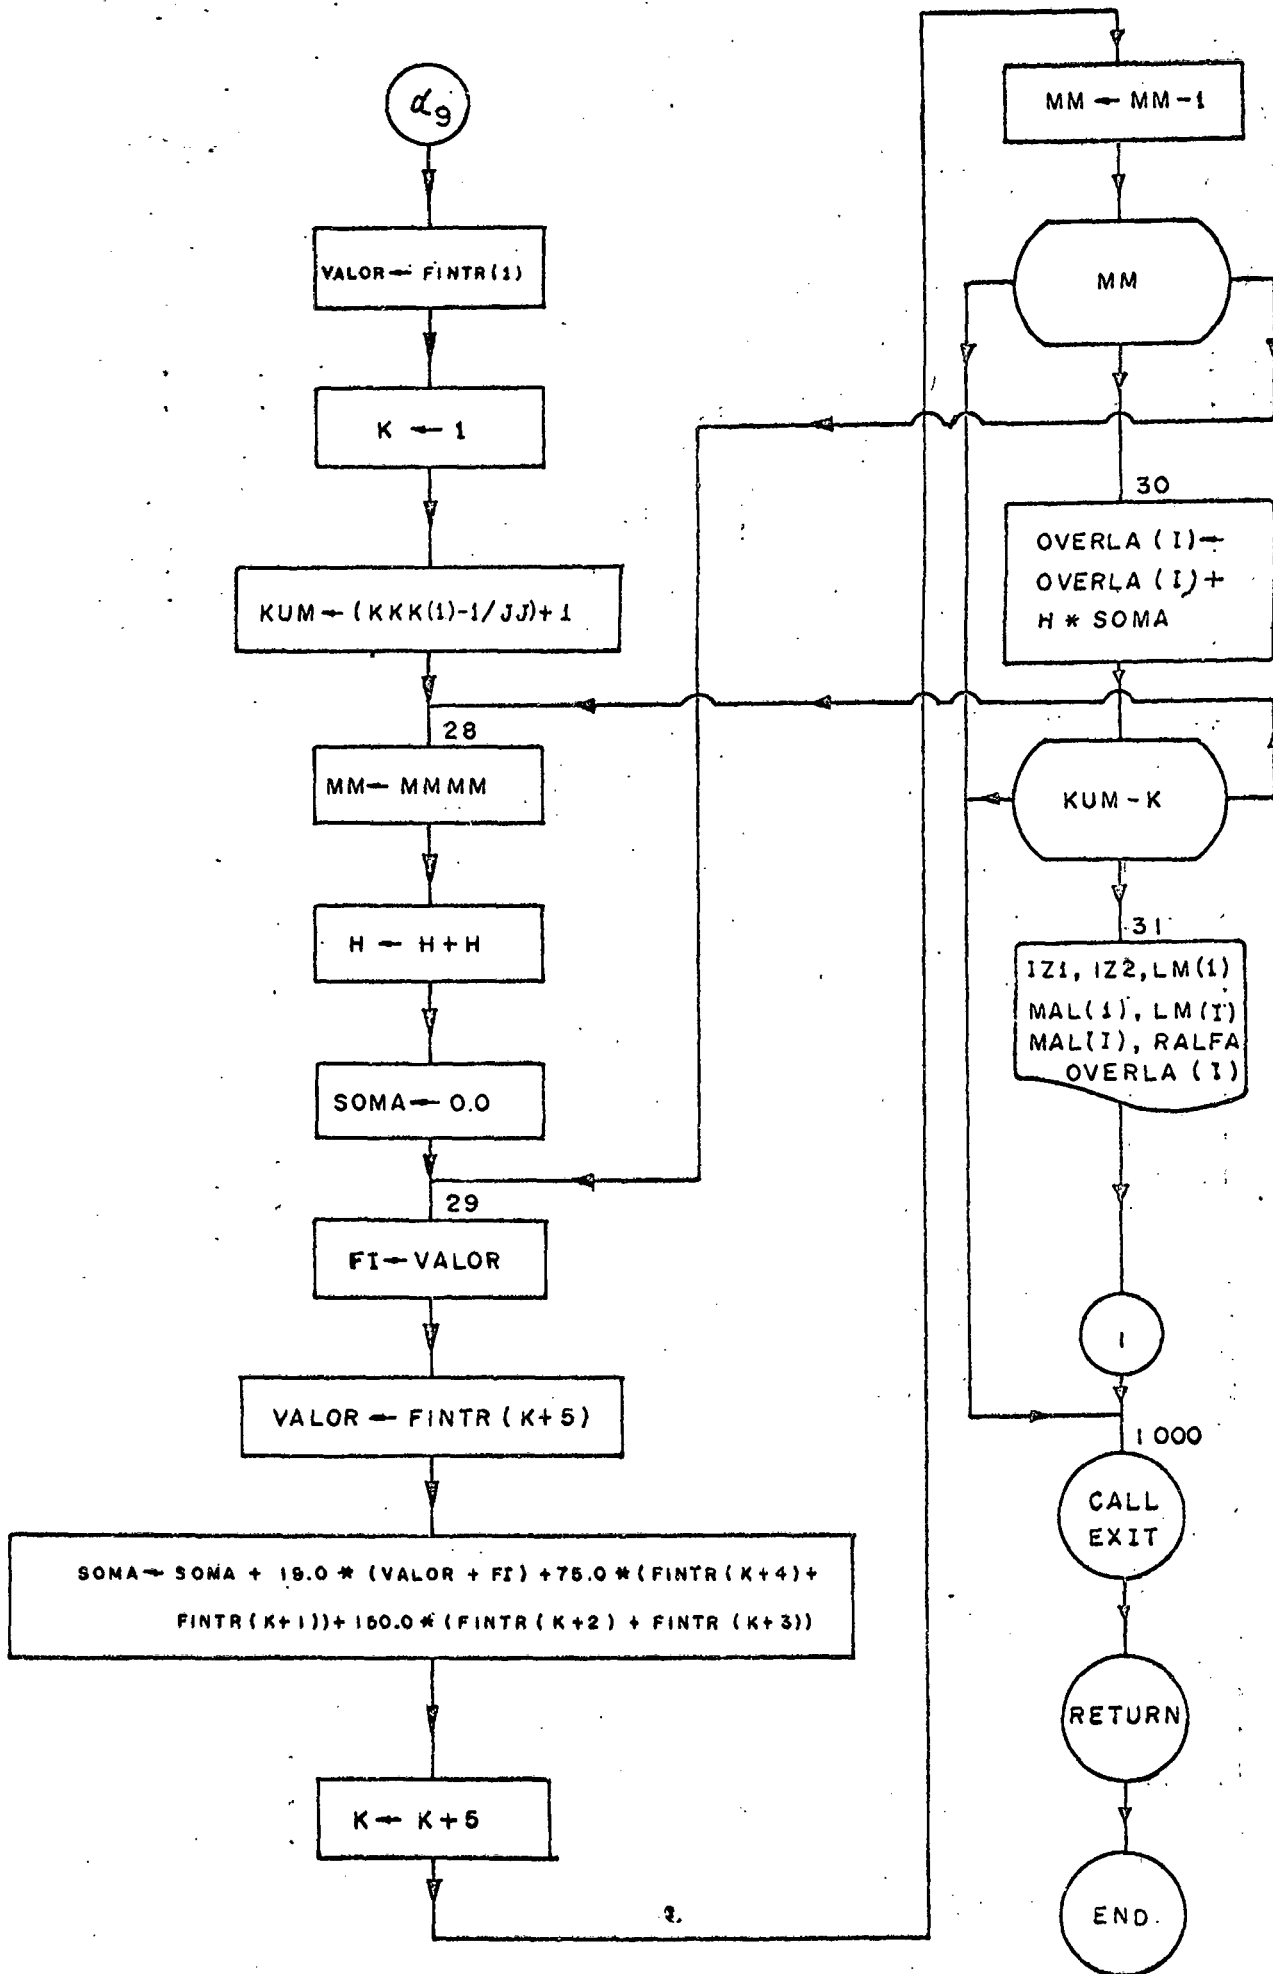 α9
VALOR ← FINTR(1)
K ← 1
KUM ← (KKK(1)-1/JJ)+1
28
MM ← MMMM
H ← H+H
SOMA ← 0.0
29
FI ← VALOR
VALOR ← FINTR (K+5)
SOMA ← SOMA + 19.0 * (VALOR + FI) +75.0 * (FINTR(K+4)+
FINTR(K+1))+150.0 * (FINTR(K+2) + FINTR (K+3))
K ← K+5
MM ← MM-1
MM
30
OVERLA (I) ←
OVERLA (I) +
H * SOMA
KUM-K
31
IZ1, IZ2, LM(1)
MAL(1), LM(I)
MAL(I), RALFA
OVERLA (I)
1
1000
CALL
EXIT
RETURN
END